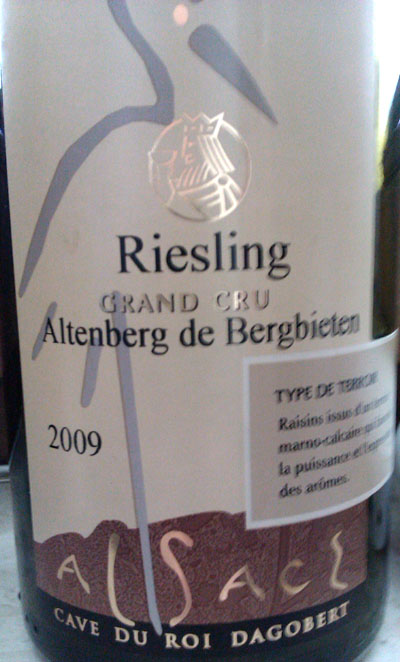 Riesling
GRAND CRU
Altenberg de Bergbieten
2009
TYPE DE TERROIR
Raisins issus d'un
marno-calcaire qui
la puissance et
des arômes.
ALSACE
CAVE DU ROI DAGOBERT